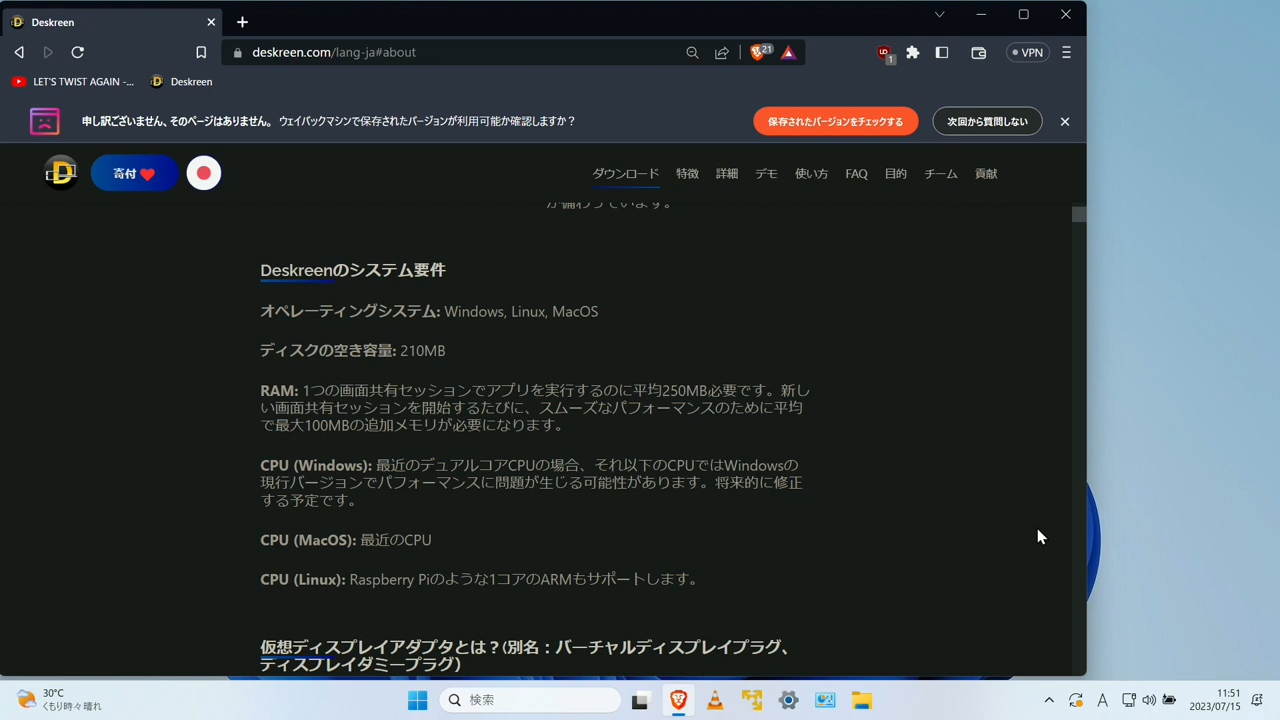 Deskreen
deskreen.com/lang-ja#about
21
1
VPN
LET'S TWIST AGAIN -...
Deskreen
申し訳ございません、そのページはありません。 ウェイバックマシンで保存されたバージョンが利用可能か確認しますか？
保存されたバージョンをチェックする
次回から質問しない
寄付
ダウンロード 特徴 詳細 デモ 使い方 FAQ 目的 チーム 貢献
が備わっています。
Deskreenのシステム要件
オペレーティングシステム: Windows, Linux, MacOS
ディスクの空き容量: 210MB
RAM: 1つの画面共有セッションでアプリを実行するのに平均250MB必要です。新し
い画面共有セッションを開始するたびに、スムーズなパフォーマンスのために平均
で最大100MBの追加メモリが必要になります。
CPU (Windows): 最近のデュアルコアCPUの場合、それ以下のCPUではWindowsの
現行バージョンでパフォーマンスに問題が生じる可能性があります。将来的に修正
する予定です。
CPU (MacOS): 最近のCPU
CPU (Linux): Raspberry Piのような1コアのARMもサポートします。
仮想ディスプレイアダプタとは？(別名：バーチャルディスプレイプラグ、
ディスプレイダミープラグ)
30°C
くもり時々晴れ
検索
A
11:51
2023/07/15